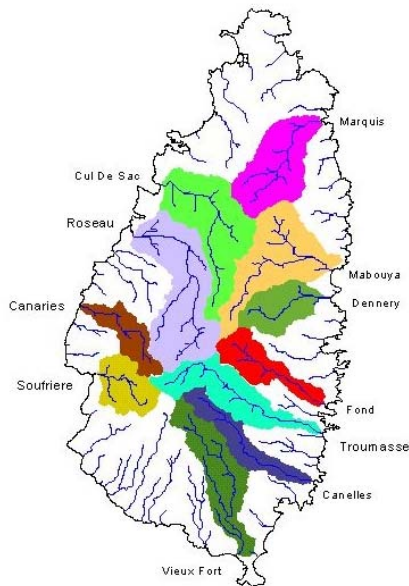 Marquis
Cul De Sac
Roseau
Mabouya
Dennery
Canaries
Soufriere
Fond
Troumasse
Canelles
Vieux Fort